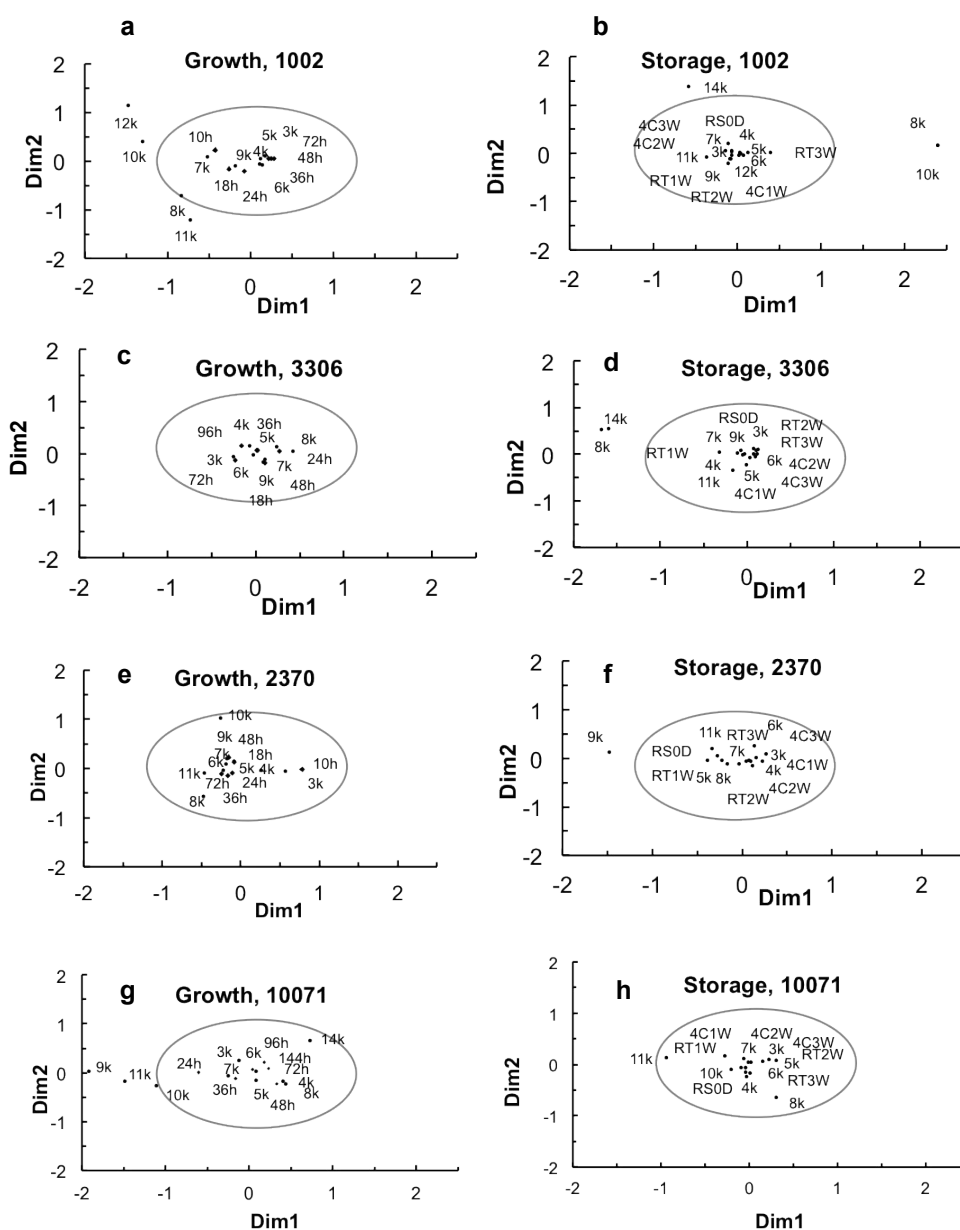 a
Growth, 1002
2
1
0
-1
-2
Dim2
12k
10k
10h
7k
9k
4k
5k
3k
72h
48h
36h
6k
18h
24h
8k
11k
-2 -1 0 1 2
Dim1
b
Storage, 1002
2
1
0
-1
-2
Dim2
14k
8k
10k
4C3W
4C2W
RS0D
7k
4k
3k
5k
6k
RT3W
11k
9k
12k
RT1W
RT2W
4C1W
-2 -1 0 1 2
Dim1
c
Growth, 3306
2
1
0
-1
-2
Dim2
96h
4k
36h
5k
8k
3k
6k
7k
24h
72h
9k
48h
18h
-2 -1 0 1 2
Dim1
d
Storage, 3306
2
1
0
-1
-2
Dim2
14k
8k
RS0D
7k
9k
3k
RT2W
RT3W
RT1W
4k
6k
4C2W
11k
5k
4C3W
4C1W
-2 -1 0 1 2
Dim1
e
Growth, 2370
2
1
0
-1
-2
Dim2
10k
9k
48h
7k
18h
6k
5k
4k
10h
11k
72h
24h
3k
8k
36h
-2 -1 0 1 2
Dim1
f
Storage, 2370
2
1
0
-1
-2
Dim2
9k
11k
RT3W
6k
4C3W
RS0D
7k
3k
4C1W
RT1W
5k
8k
4k
4C2W
RT2W
-2 -1 0 1 2
Dim1
g
Growth, 10071
2
1
0
-1
-2
Dim2
9k
11k
10k
24h
3k
6k
96h
14k
7k
144h
72h
36h
5k
4k
8k
48h
-2 -1 0 1 2
Dim1
h
Storage, 10071
2
1
0
-1
-2
Dim2
11k
4C1W
4C2W
4C3W
RT1W
7k
3k
RT2W
5k
10k
6k
RT3W
RS0D
4k
8k
-2 -1 0 1 2
Dim1